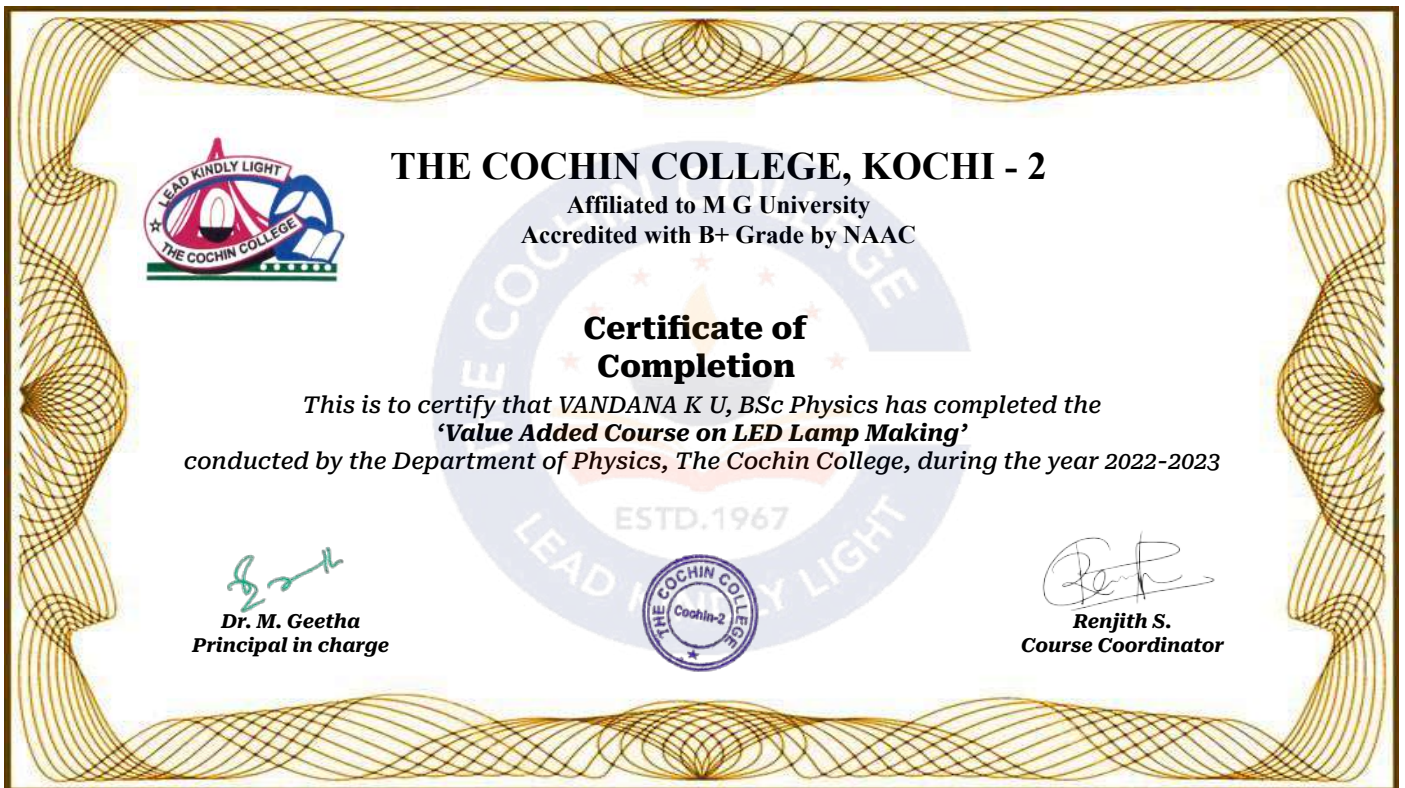 LEAD KINDLY LIGHT
THE COCHIN COLLEGE
THE COCHIN COLLEGE, KOCHI - 2
Affiliated to M G University
Accredited with B+ Grade by NAAC
THE COCHIN COLLEGE
Certificate of
Completion
This is to certify that VANDANA K U, BSc Physics has completed the
‘Value Added Course on LED Lamp Making’
conducted by the Department of Physics, The Cochin College, during the year 2022-2023
ESTD.1967
LEAD KINDLY LIGHT
Dr. M. Geetha
Principal in charge
THE COCHIN COLLEGE
Cochin-2
Renjith S.
Course Coordinator